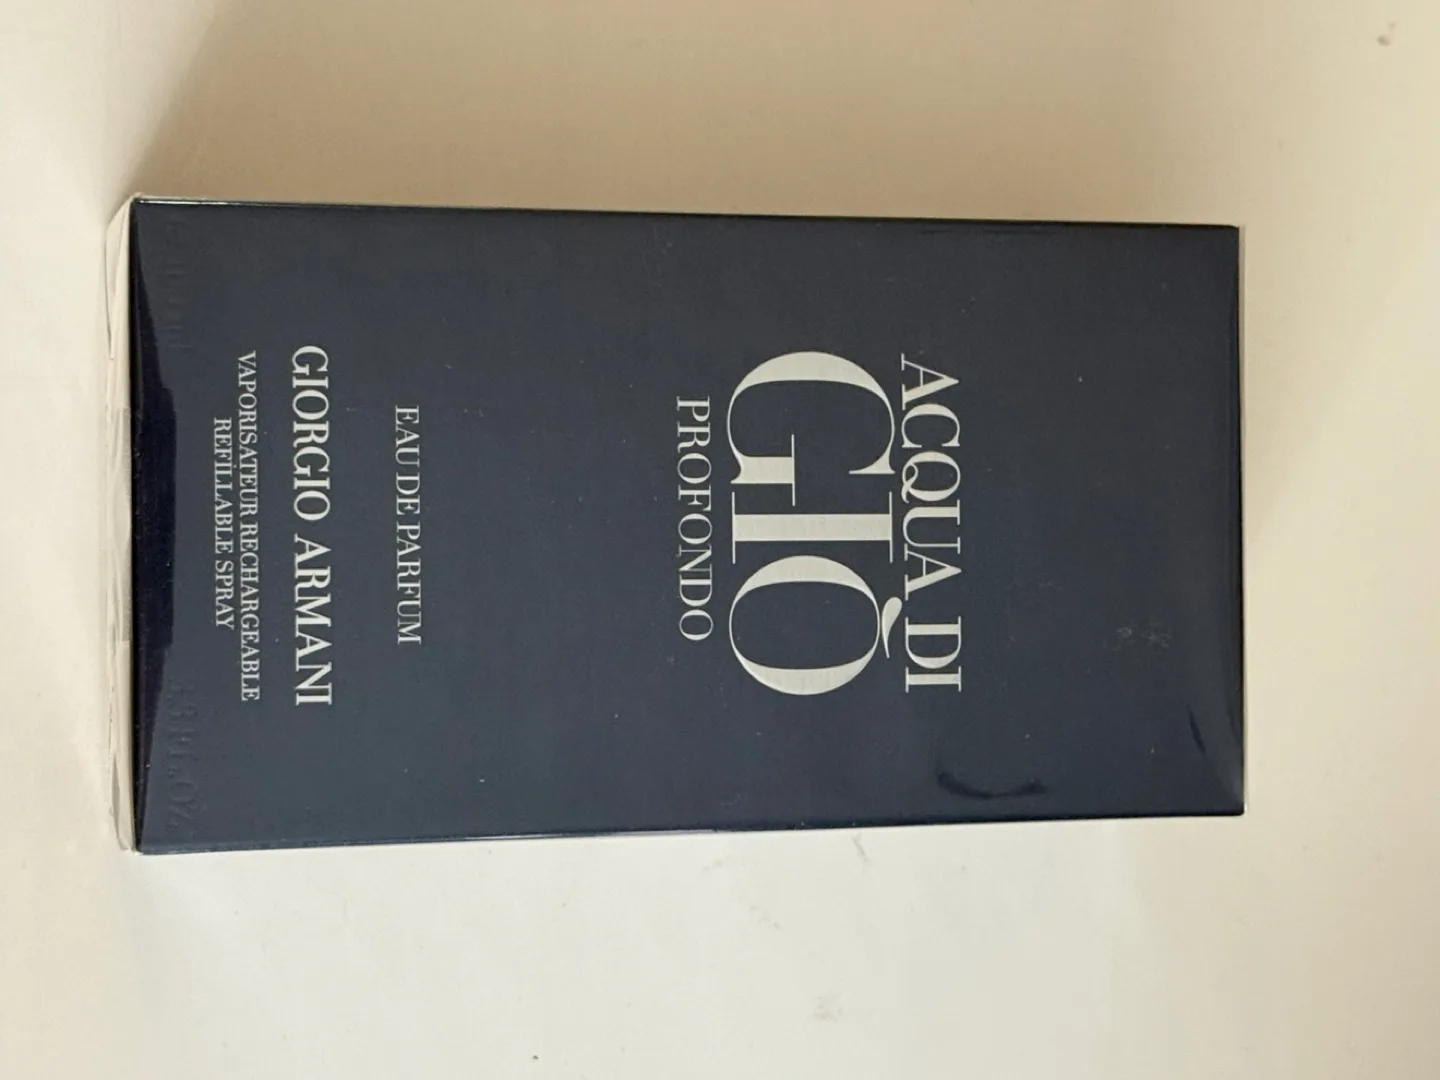 ACQUA DI
GIÒ
PROFONDO
EAU DE PARFUM
GIORGIO ARMANI
VAPORISATEUR RECHARGEABLE
REFILLABLE SPRAY